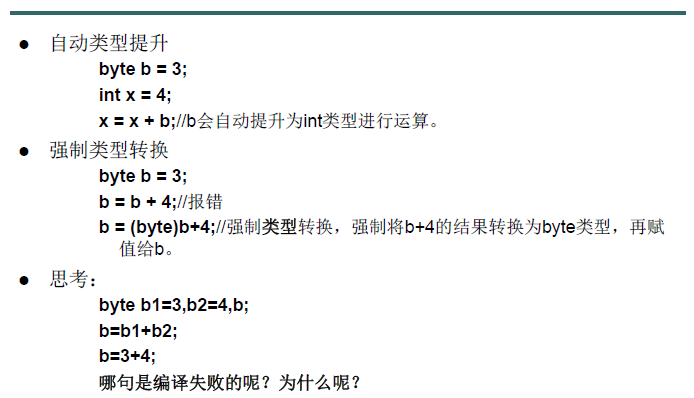 ● 自动类型提升
byte b = 3;
int x = 4;
x = x + b;//b会自动提升为int类型进行运算。
● 强制类型转换
byte b = 3;
b = b + 4;//报错
b = (byte)b+4;//强制类型转换，强制将b+4的结果转换为byte类型，再赋
值给b。
● 思考：
byte b1=3,b2=4,b;
b=b1+b2;
b=3+4;
哪句是编译失败的呢？为什么呢？